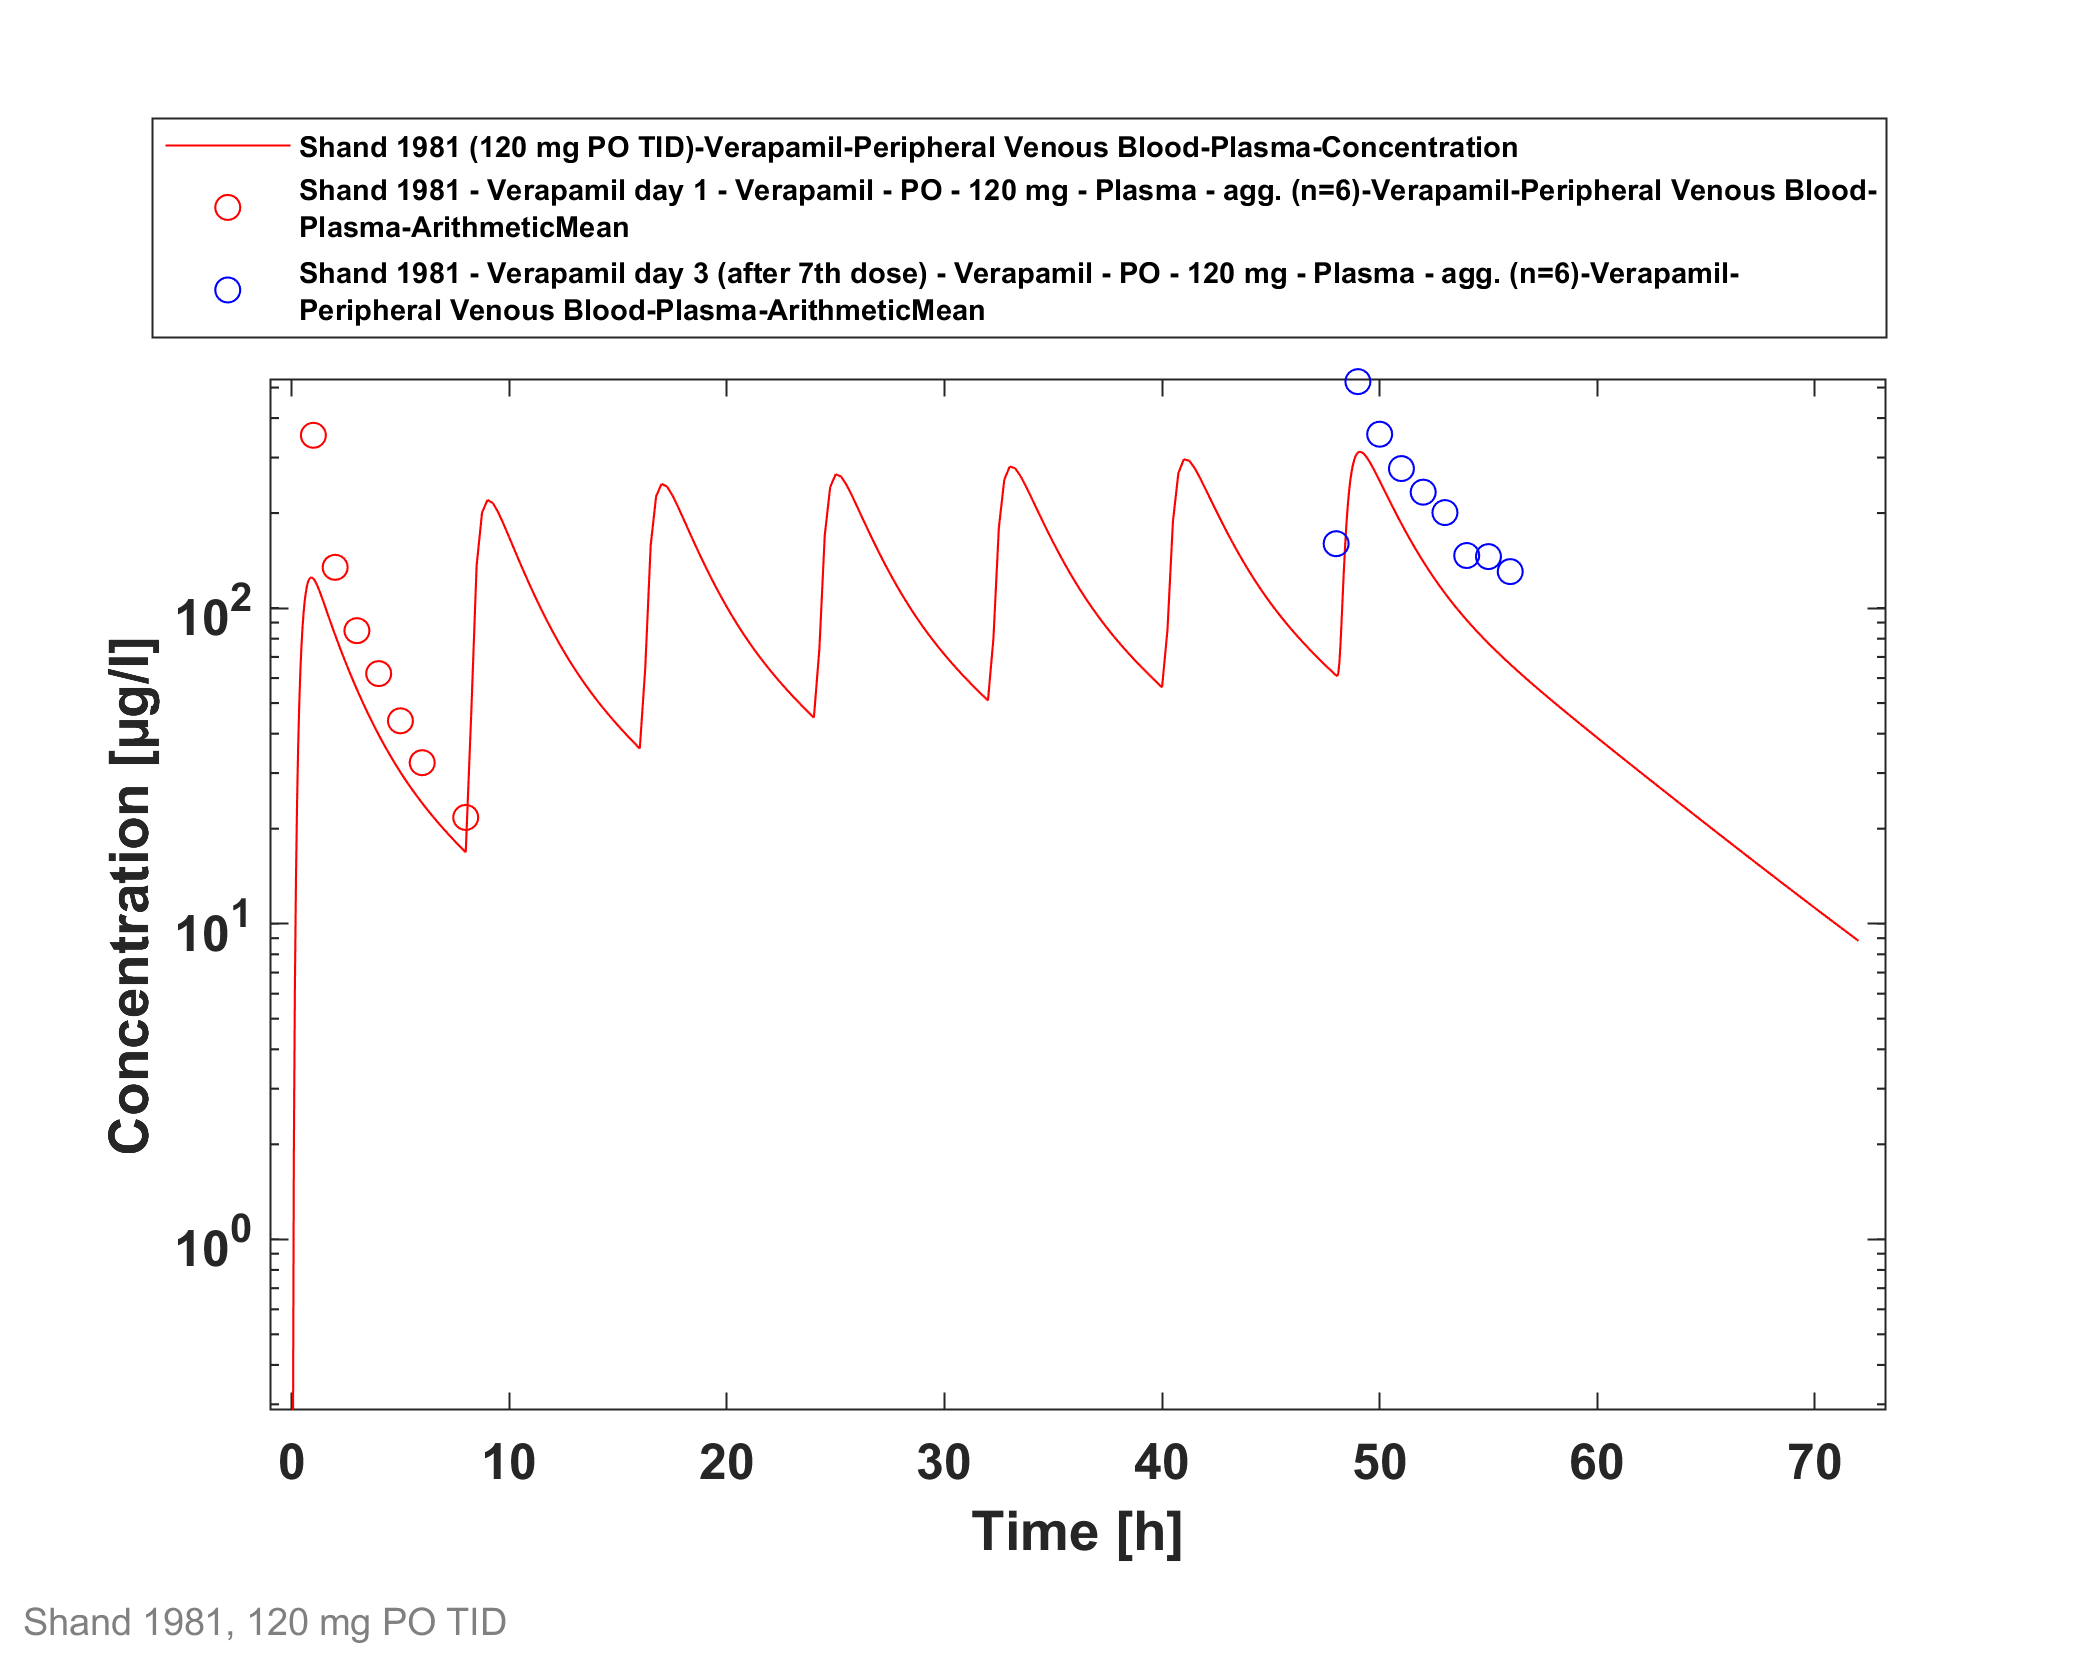 Shand 1981 (120 mg PO TID)-Verapamil-Peripheral Venous Blood-Plasma-Concentration
Shand 1981 - Verapamil day 1 - Verapamil - PO - 120 mg - Plasma - agg. (n=6)-Verapamil-Peripheral Venous Blood-
Plasma-ArithmeticMean
Shand 1981 - Verapamil day 3 (after 7th dose) - Verapamil - PO - 120 mg - Plasma - agg. (n=6)-Verapamil-
Peripheral Venous Blood-Plasma-ArithmeticMean
10²
10¹
10⁰
Concentration [µg/l]
0 10 20 30 40 50 60 70
Time [h]
Shand 1981, 120 mg PO TID